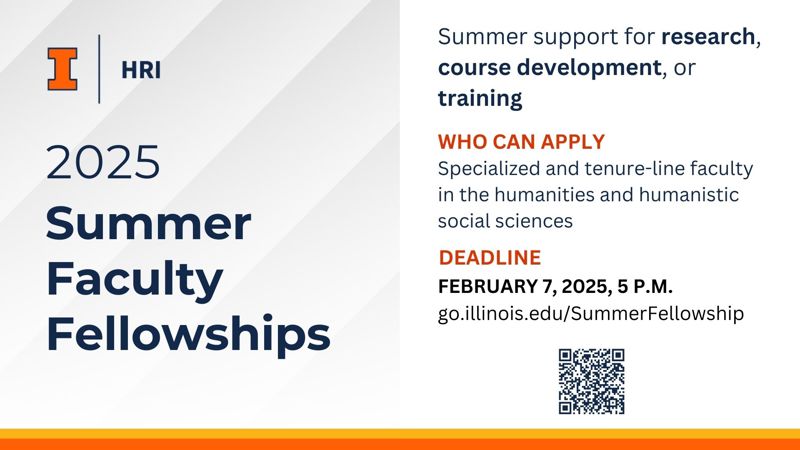 I HRI
2025
Summer
Faculty
Fellowships
Summer support for research,
course development, or
training
WHO CAN APPLY
Specialized and tenure-line faculty
in the humanities and humanistic
social sciences
DEADLINE
FEBRUARY 7, 2025, 5 P.M.
go.illinois.edu/SummerFellowship